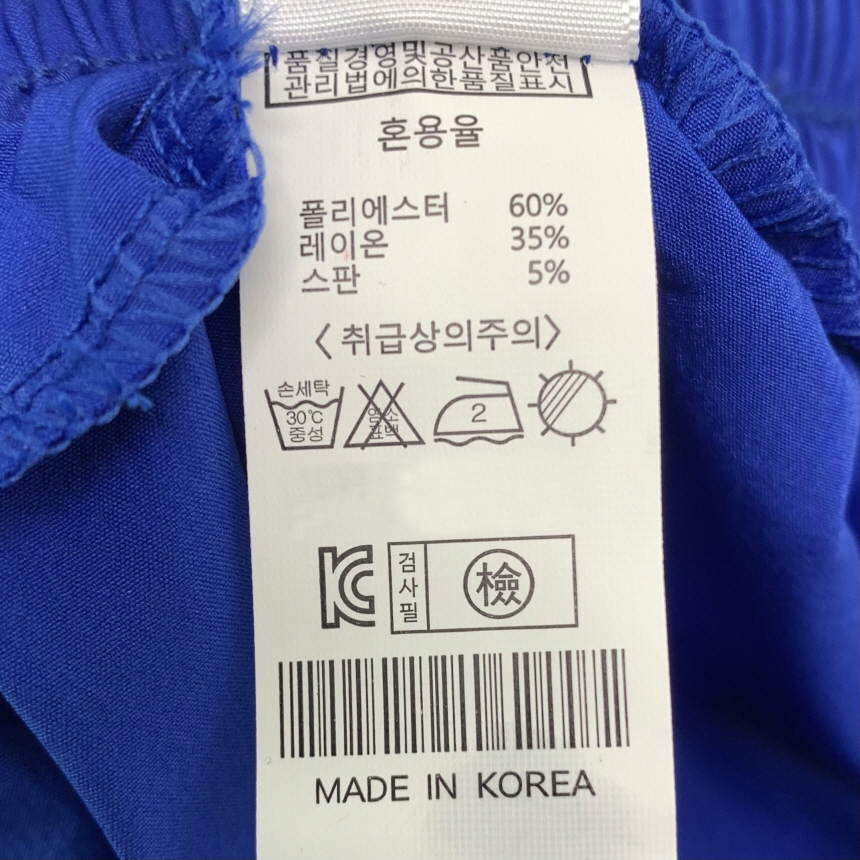 품질경영및공산품안전
관리법에의한품질표시
혼용율
폴리에스터 60%
레이온 35%
스판 5%
〈 취급상의주의〉
손세탁
30℃
중성
염소
표백
2
KC
검사필
檢
MADE IN KOREA